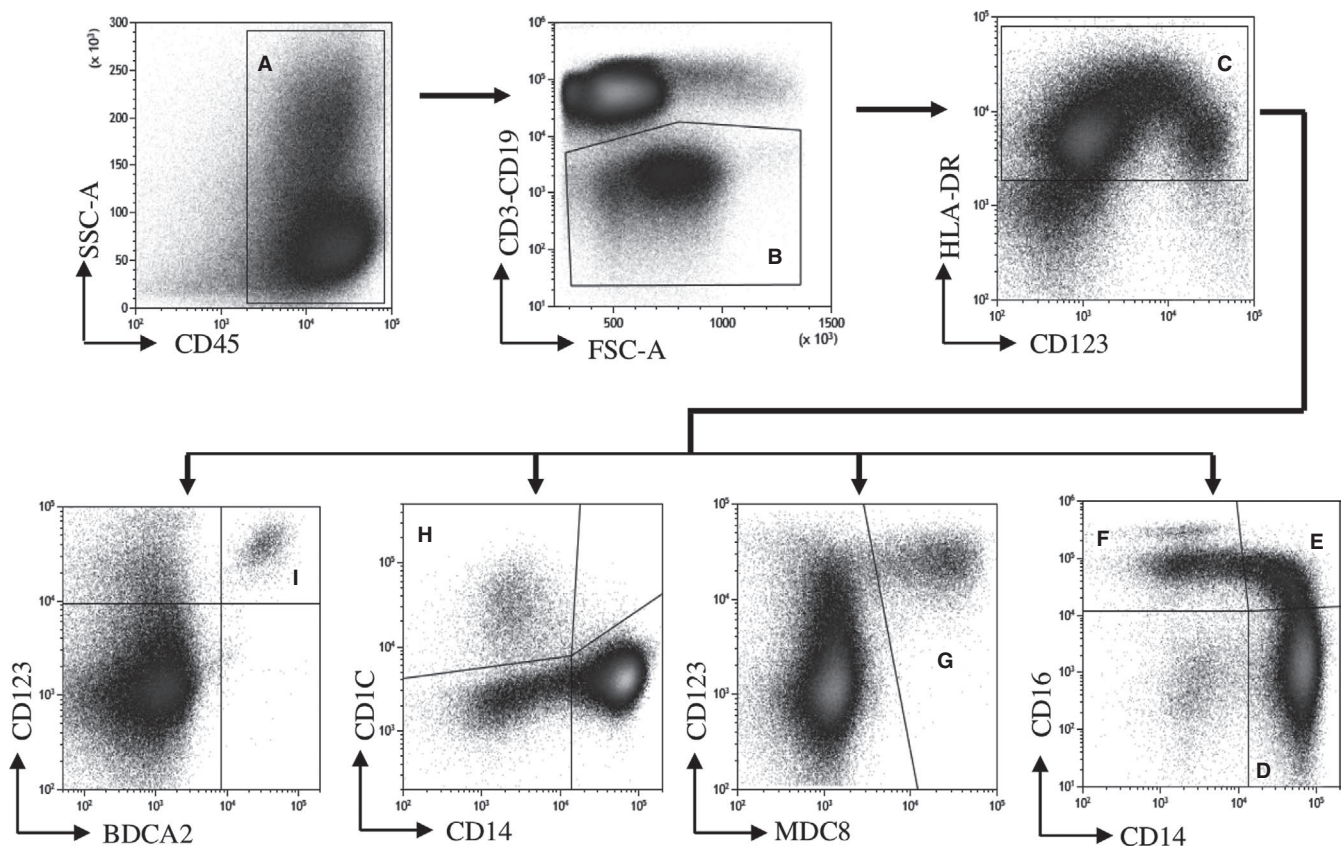 300
(x 10³)
250
200
150
100
50
0
10² 10³ 10⁴ 10⁵
SSC-A
CD45
A
10⁶
10⁵
10⁴
10³
10²
10¹
500 1000 1500
(x 10³)
CD3-CD19
FSC-A
B
10⁵
10⁴
10³
10²
10² 10³ 10⁴ 10⁵
HLA-DR
CD123
C
10⁵
10⁴
10³
10²
10² 10³ 10⁴ 10⁵
CD123
BDCA2
I
10⁵
10⁴
10³
10² 10³ 10⁴ 10⁵
CD1C
CD14
H
10⁵
10⁴
10³
10²
10² 10³ 10⁴ 10⁵
CD123
MDC8
G
10⁶
10⁵
10⁴
10³
10²
10¹
10² 10³ 10⁴ 10⁵
CD16
CD14
F
E
D